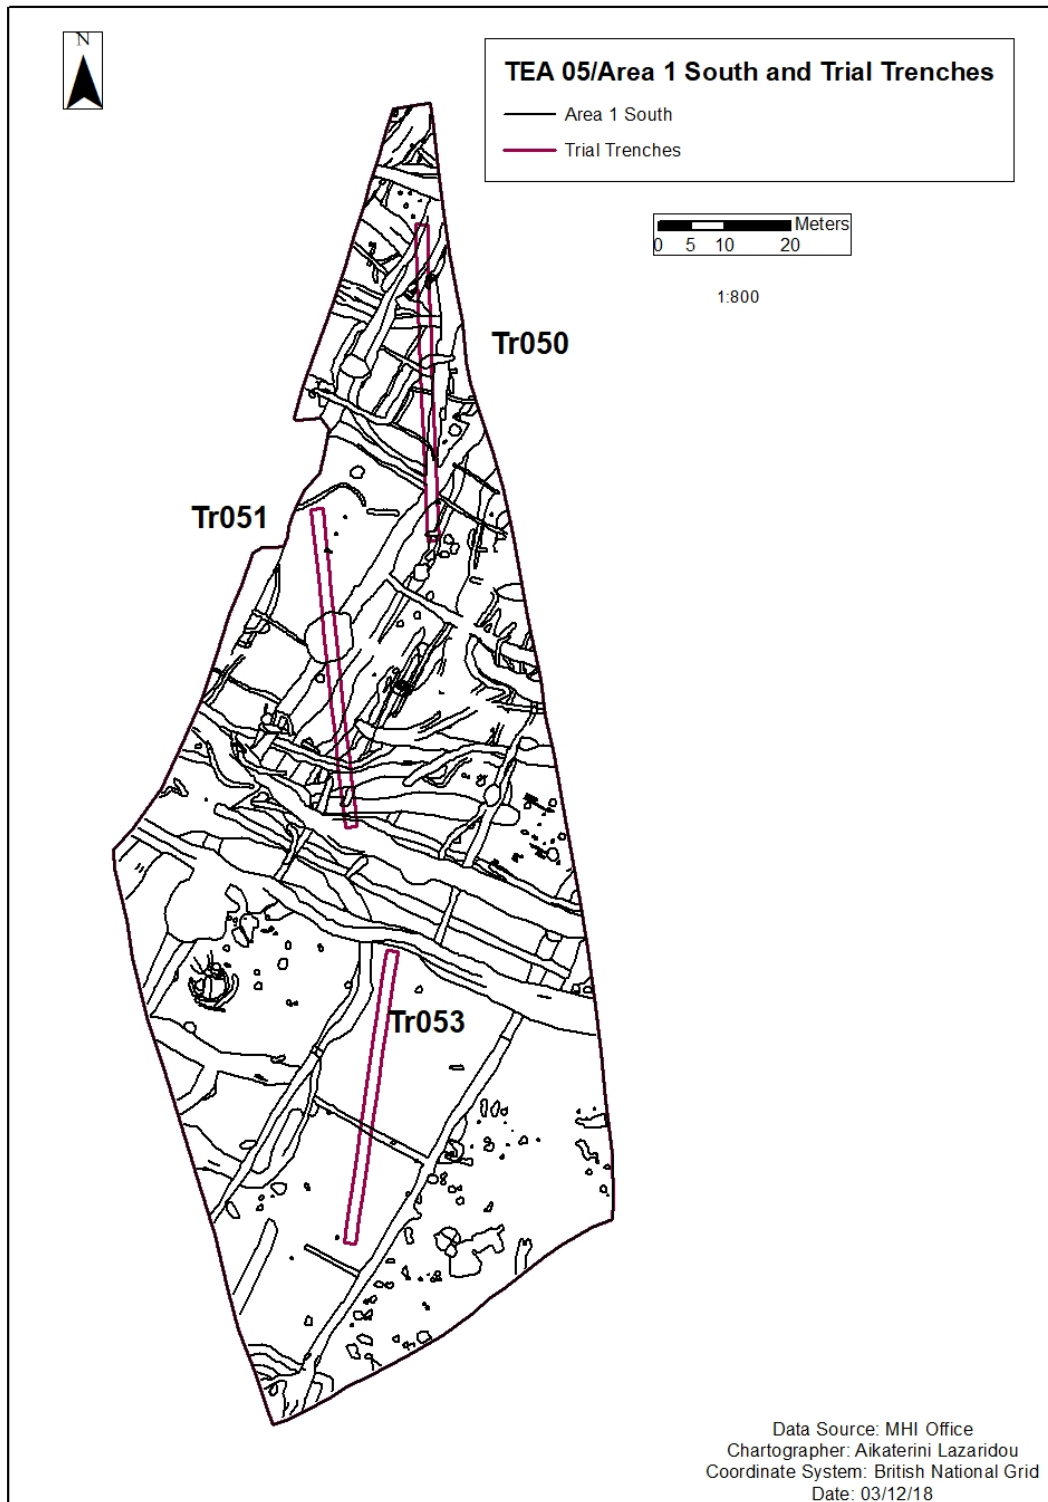 N
TEA 05/Area 1 South and Trial Trenches
Area 1 South
Trial Trenches
Meters
0 5 10 20
1:800
Tr050
Tr051
Tr053
Data Source: MHI Office
Chartographer: Aikaterini Lazaridou
Coordinate System: British National Grid
Date: 03/12/18